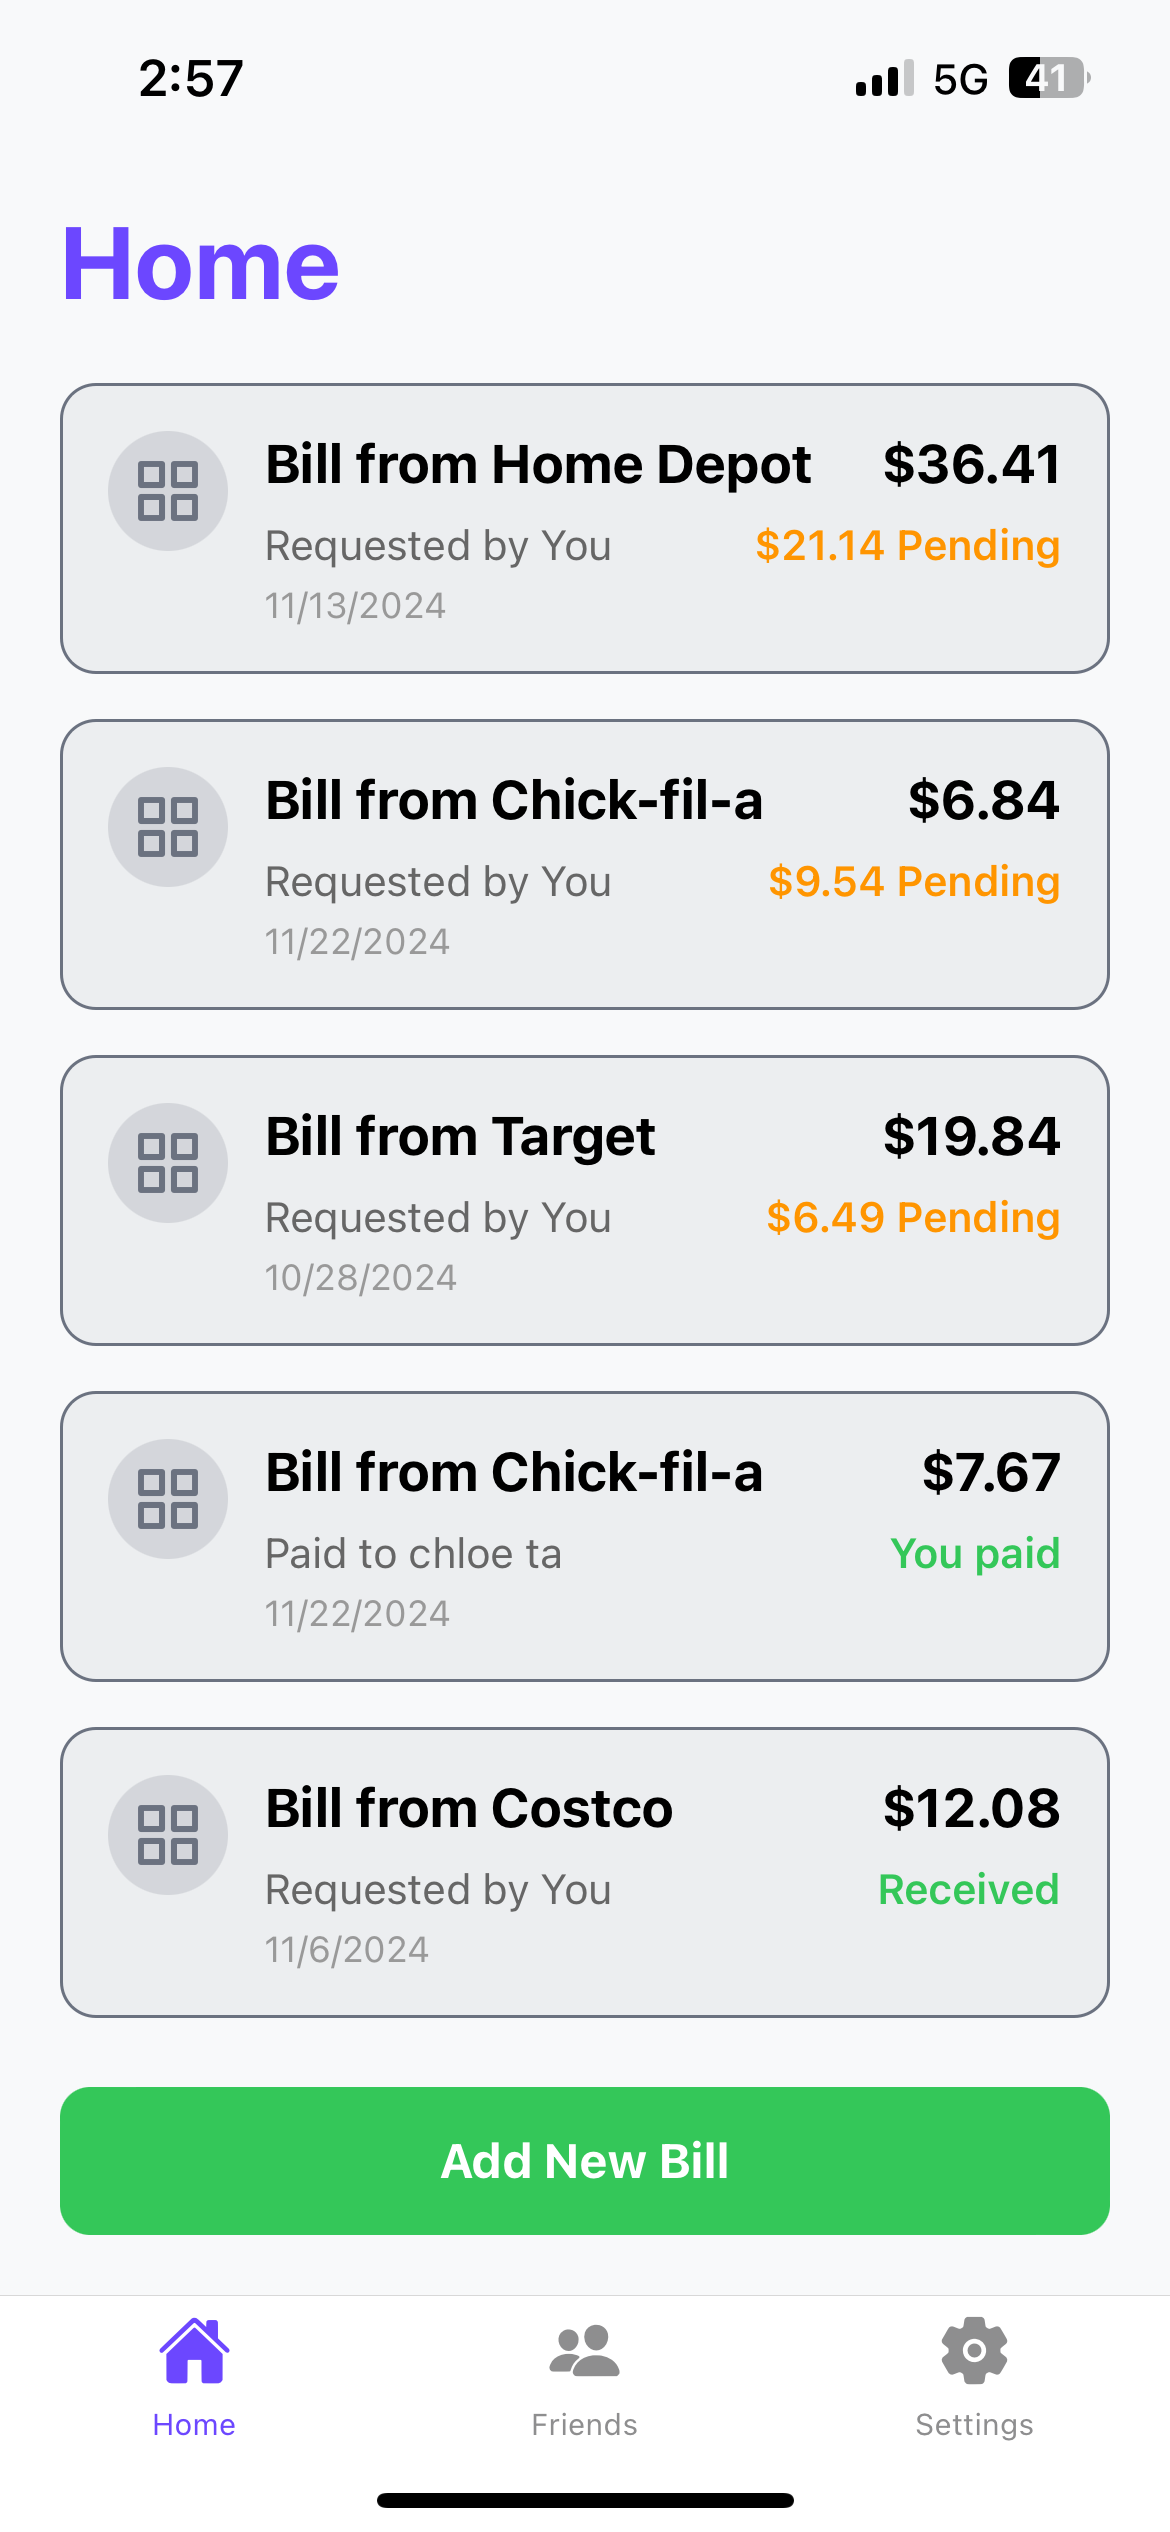 2:57 5G 41
Home
Bill from Home Depot $36.41
Requested by You $21.14 Pending
11/13/2024
Bill from Chick-fil-a $6.84
Requested by You $9.54 Pending
11/22/2024
Bill from Target $19.84
Requested by You $6.49 Pending
10/28/2024
Bill from Chick-fil-a $7.67
Paid to chloe ta You paid
11/22/2024
Bill from Costco $12.08
Requested by You Received
11/6/2024
Add New Bill
Home Friends Settings